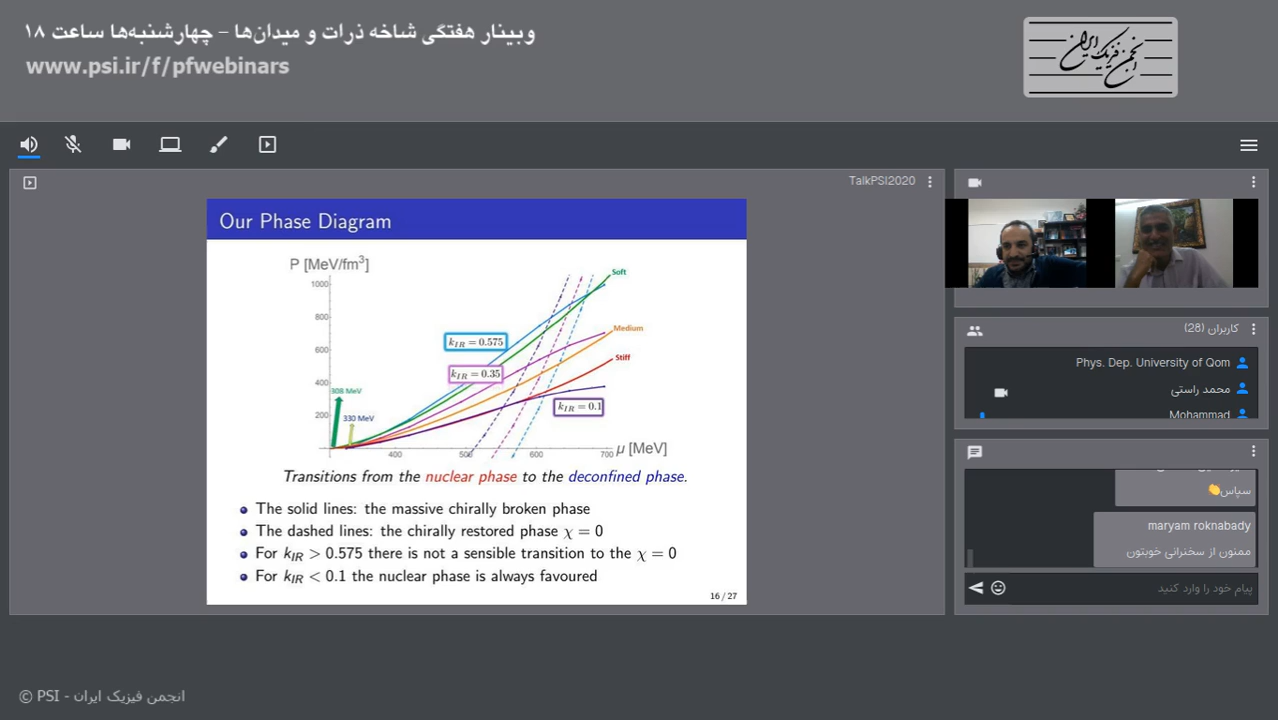 وبینار هفتگی شاخه ذرات و میدان‌ها - چهارشنبه‌ها ساعت ۱۸
www.psi.ir/f/pfwebinars
انجمن فیزیک ایران
TalkPSI2020
Our Phase Diagram
P [MeV/fm³]
1000
800
600
400
200
Soft
Medium
Stiff
k_IR = 0.575
k_IR = 0.35
k_IR = 0.1
308 MeV
330 MeV
400
500
600
700
μ [MeV]
Transitions from the nuclear phase to the deconfined phase.
The solid lines: the massive chirally broken phase
The dashed lines: the chirally restored phase χ = 0
For k_IR > 0.575 there is not a sensible transition to the χ = 0
For k_IR < 0.1 the nuclear phase is always favoured
16 / 27
کاربران (28)
Phys. Dep. University of Qom
محمد راستی
Mohammad
سپاس👏
maryam roknabady
ممنون از سخنرانی خوبتون
پیام خود را وارد کنید
© PSI - انجمن فیزیک ایران